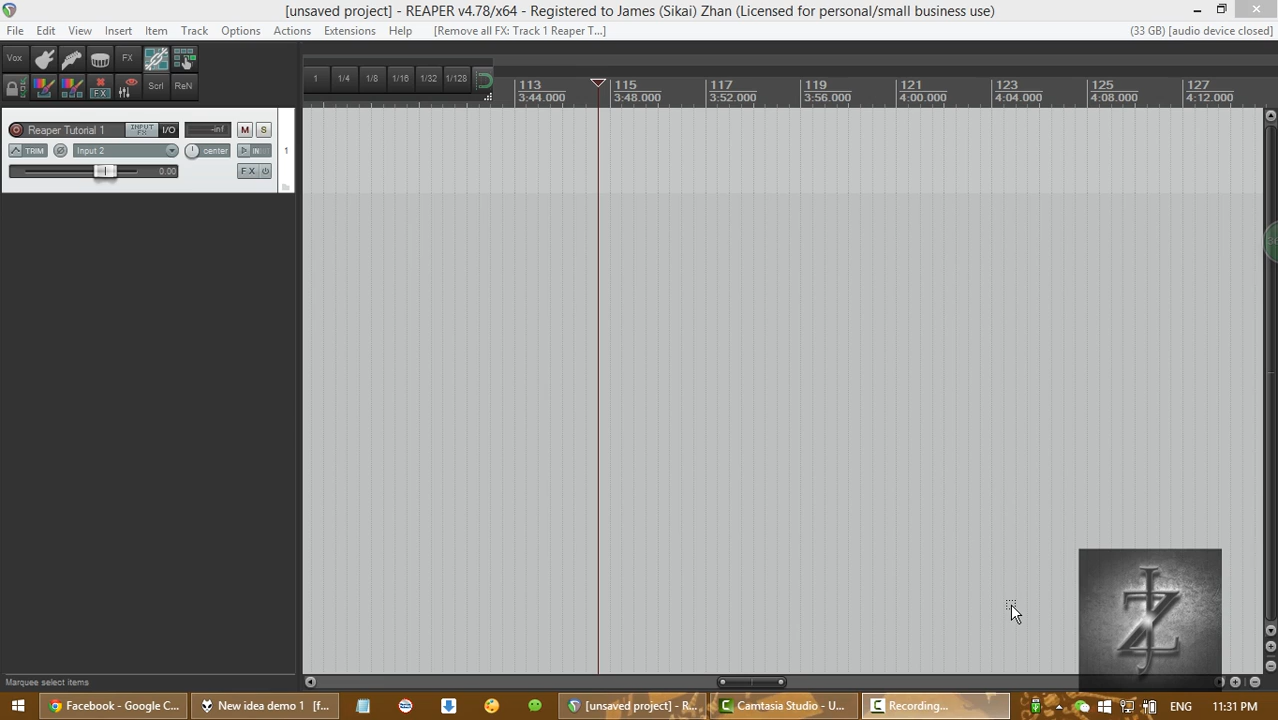 [unsaved project] - REAPER v4.78/x64 - Registered to James (Sikai) Zhan (Licensed for personal/small business use)
File Edit View Insert Item Track Options Actions Extensions Help [Remove all FX: Track 1 Reaper T...] (33 GB) [audio device closed]
Vox FX
FX Scrl ReN
1 1/4 1/8 1/16 1/32 1/128
113 115 117 119 121 123 125 127
3:44.000 3:48.000 3:52.000 3:56.000 4:00.000 4:04.000 4:08.000 4:12.000
Reaper Tutorial 1 INPUT FX I/O -inf M S
TRIM Input 2 center IN 1
0.00 FX
Marquee select items
Facebook - Google C... New idea demo 1 [f... [unsaved project] - R... Camtasia Studio - U... Recording... ENG 11:31 PM